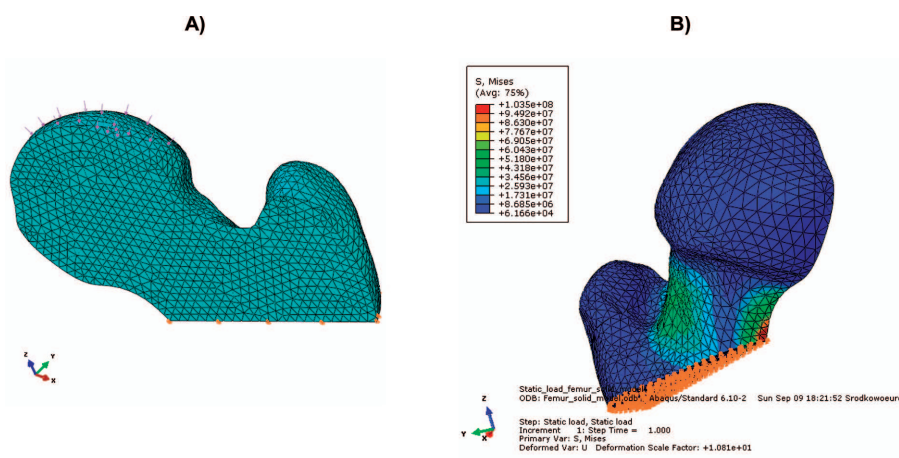 A)
B)
S, Mises
(Avg: 75%)
+1.035e+08
+9.492e+07
+8.630e+07
+7.767e+07
+6.905e+07
+6.043e+07
+5.180e+07
+4.318e+07
+3.456e+07
+2.593e+07
+1.731e+07
+8.685e+06
+6.166e+04
Z
Y
X
Static_load_femur_solid_model
ODB: Femur_solid_model.odb Abaqus/Standard 6.10-2 Sun Sep 09 18:21:52 Srodkowoeuro
Step: Static load, Static load
Increment 1: Step Time = 1.000
Primary Var: S, Mises
Deformed Var: U Deformation Scale Factor: +1.081e+01
Z
Y
X